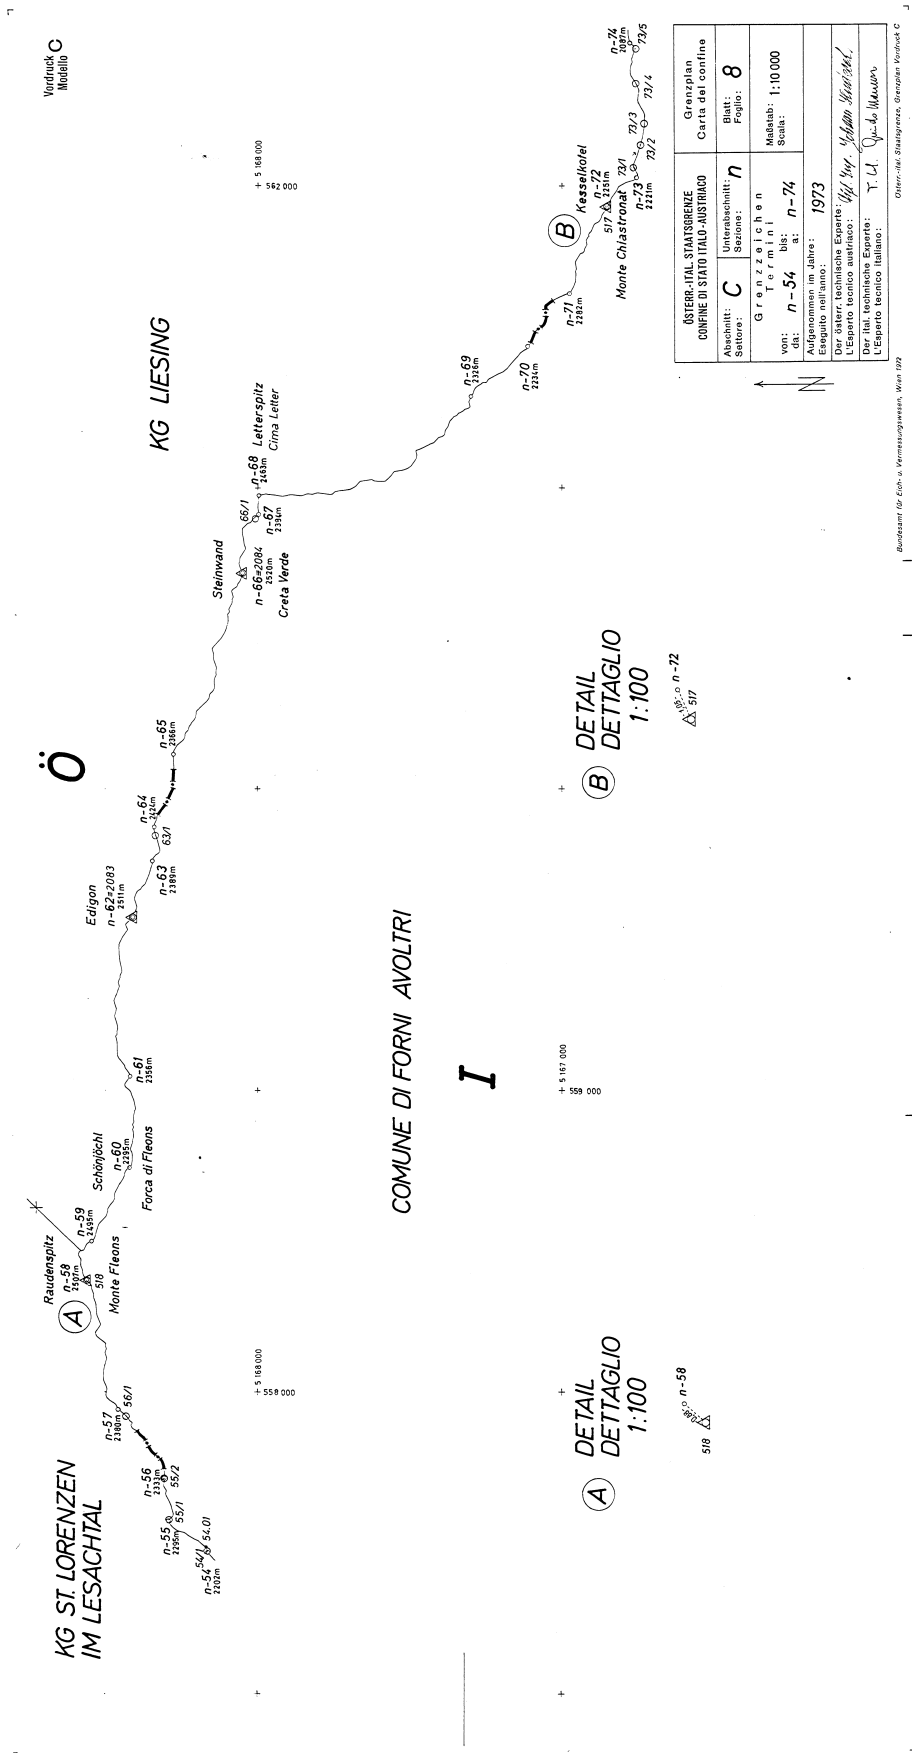 Vordruck C
Modello C
KG ST. LORENZEN
IM LESACHTAL
Ö
KG LIESING
COMUNE DI FORNI AVOLTRI
I
n-54
2202m
54/1
54.01
n-55
2295m
55/1
55/2
n-56
2333m
56/1
n-57
2380m
A
Raudenspitz
n-58
2507m
518
Monte Fleons
n-59
2495m
Schönjöchl
n-60
2295m
Forca di Fleons
n-61
2356m
Edigon
n-62≡2083
2511m
n-63
2389m
63/1
n-64
2424m
n-65
2366m
Steinwand
n-66≡2084
2520m
Creta Verde
66/1
n-67
2394m
n-68
2463m
Letterspitz
Cima Letter
n-69
2326m
n-70
2234m
n-71
2282m
B
Kesselkofel
n-72
2251m
517
Monte Chiastronat
n-73
2221m
73/1
73/2
73/3
73/4
73/5
n-74
2087m
5 168 000
558 000
5 168 000
562 000
5 167 000
559 000
A
DETAIL
DETTAGLIO
1:100
n-58
518
B
DETAIL
DETTAGLIO
1:100
n-72
517
N
ÖSTERR.-ITAL. STAATSGRENZE
CONFINE DI STATO ITALO-AUSTRIACO
Grenzplan
Carta del confine
Abschnitt: C
Settore:
Unterabschnitt: n
Sezione:
Blatt: 8
Foglio:
Grenzzeichen
Termini
von: n-54 bis: n-74
da: a:
Maßstab: 1:10 000
Scala:
Aufgenommen im Jahre: 1973
Eseguito nell'anno:
Der österr. technische Experte:
L'Esperto tecnico austriaco:
Der ital. technische Experte:
L'Esperto tecnico italiano:
Bundesamt für Eich- u. Vermessungswesen, Wien 1972
Österr.-ital. Staatsgrenze, Grenzplan Vordruck C